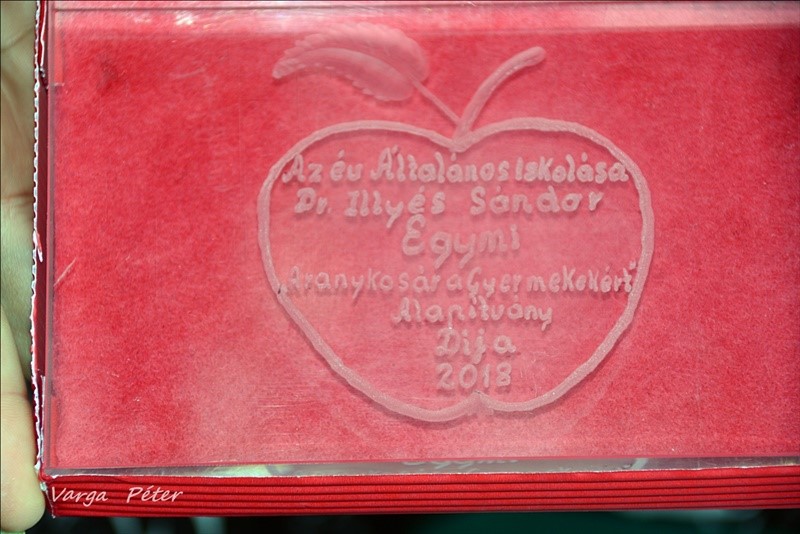 Az év Általános iskolása
Dr. Illyés Sándor
Egymi
„Aranykosár a Gyermekekért"
Alapítvány
Díja
2018
Varga Péter